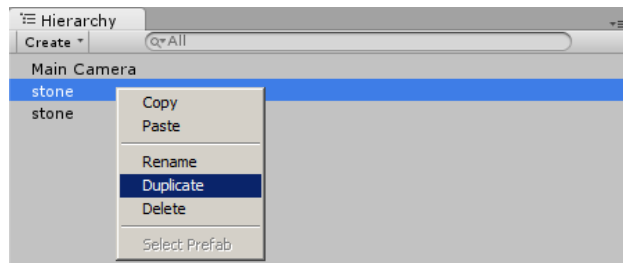 Hierarchy
Create All
Main Camera
stone
stone
Copy
Paste
Rename
Duplicate
Delete
Select Prefab